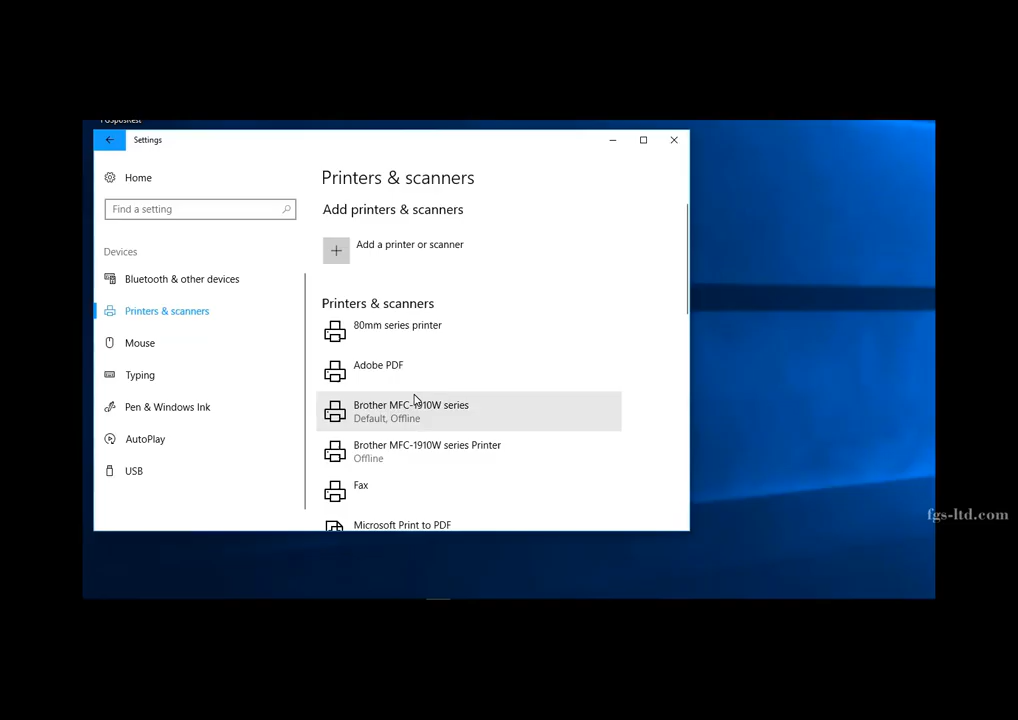 Settings
Home
Find a setting
Devices
Bluetooth & other devices
Printers & scanners
Mouse
Typing
Pen & Windows Ink
AutoPlay
USB
Printers & scanners
Add printers & scanners
Add a printer or scanner
Printers & scanners
80mm series printer
Adobe PDF
Brother MFC-1910W series
Default, Offline
Brother MFC-1910W series Printer
Offline
Fax
Microsoft Print to PDF
fgs-ltd.com